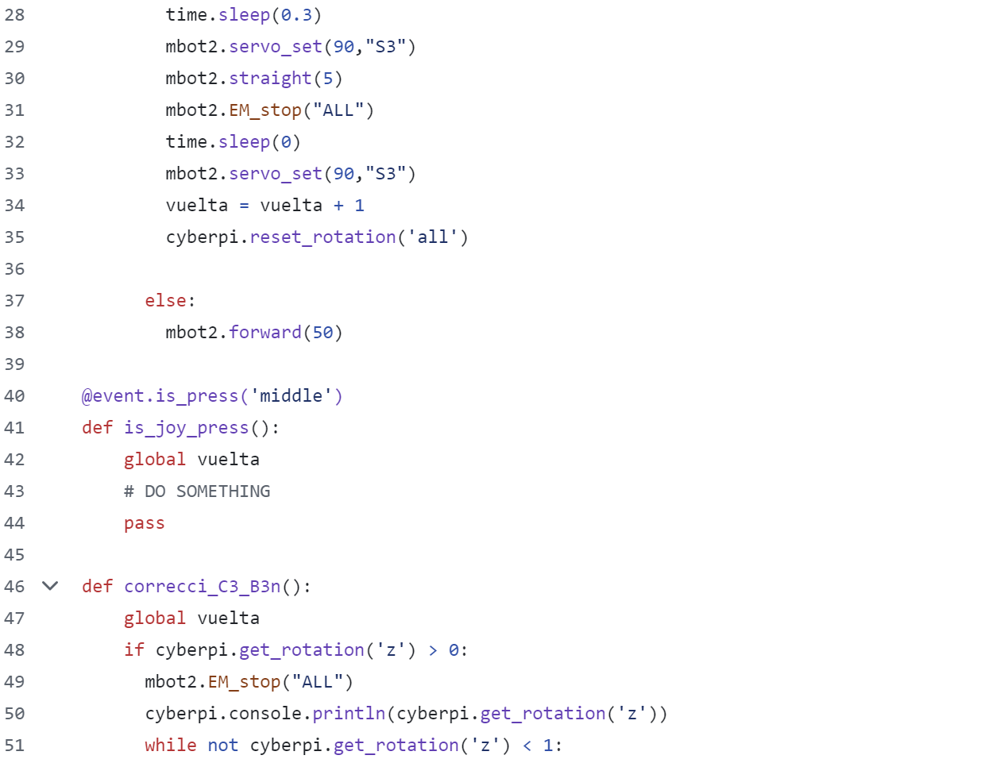 28 time.sleep(0.3)
29 mbot2.servo_set(90,"S3")
30 mbot2.straight(5)
31 mbot2.EM_stop("ALL")
32 time.sleep(0)
33 mbot2.servo_set(90,"S3")
34 vuelta = vuelta + 1
35 cyberpi.reset_rotation('all')
36
37 else:
38 mbot2.forward(50)
39
40 @event.is_press('middle')
41 def is_joy_press():
42 global vuelta
43 # DO SOMETHING
44 pass
45
46 def correcci_C3_B3n():
47 global vuelta
48 if cyberpi.get_rotation('z') > 0:
49 mbot2.EM_stop("ALL")
50 cyberpi.console.println(cyberpi.get_rotation('z'))
51 while not cyberpi.get_rotation('z') < 1: